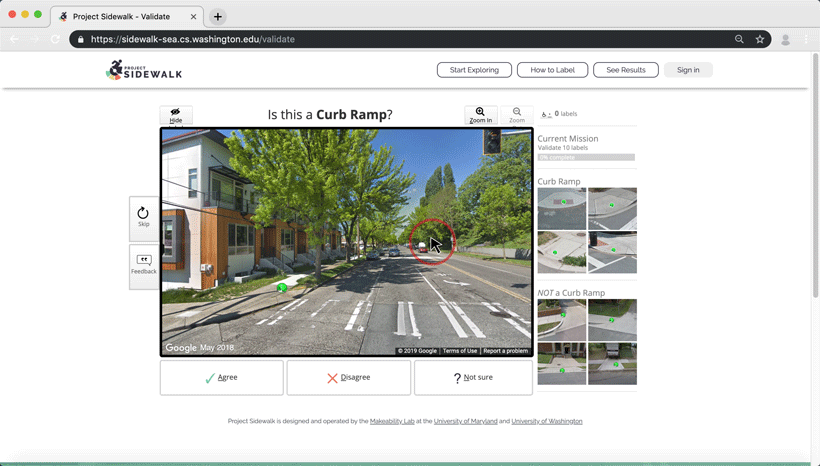 Project Sidewalk - Validate
https://sidewalk-sea.cs.washington.edu/validate
PROJECT
SIDEWALK
Start Exploring
How to Label
See Results
Sign in
Hide
Is this a Curb Ramp?
Zoom In
Zoom
0 labels
Current Mission
Validate 10 labels
0% complete
Curb Ramp
Skip
Feedback
NOT a Curb Ramp
Google May 2018
© 2019 Google
Terms of Use
Report a problem
Agree
Disagree
Not sure
Project Sidewalk is designed and operated by the Makeability Lab at the University of Maryland and University of Washington